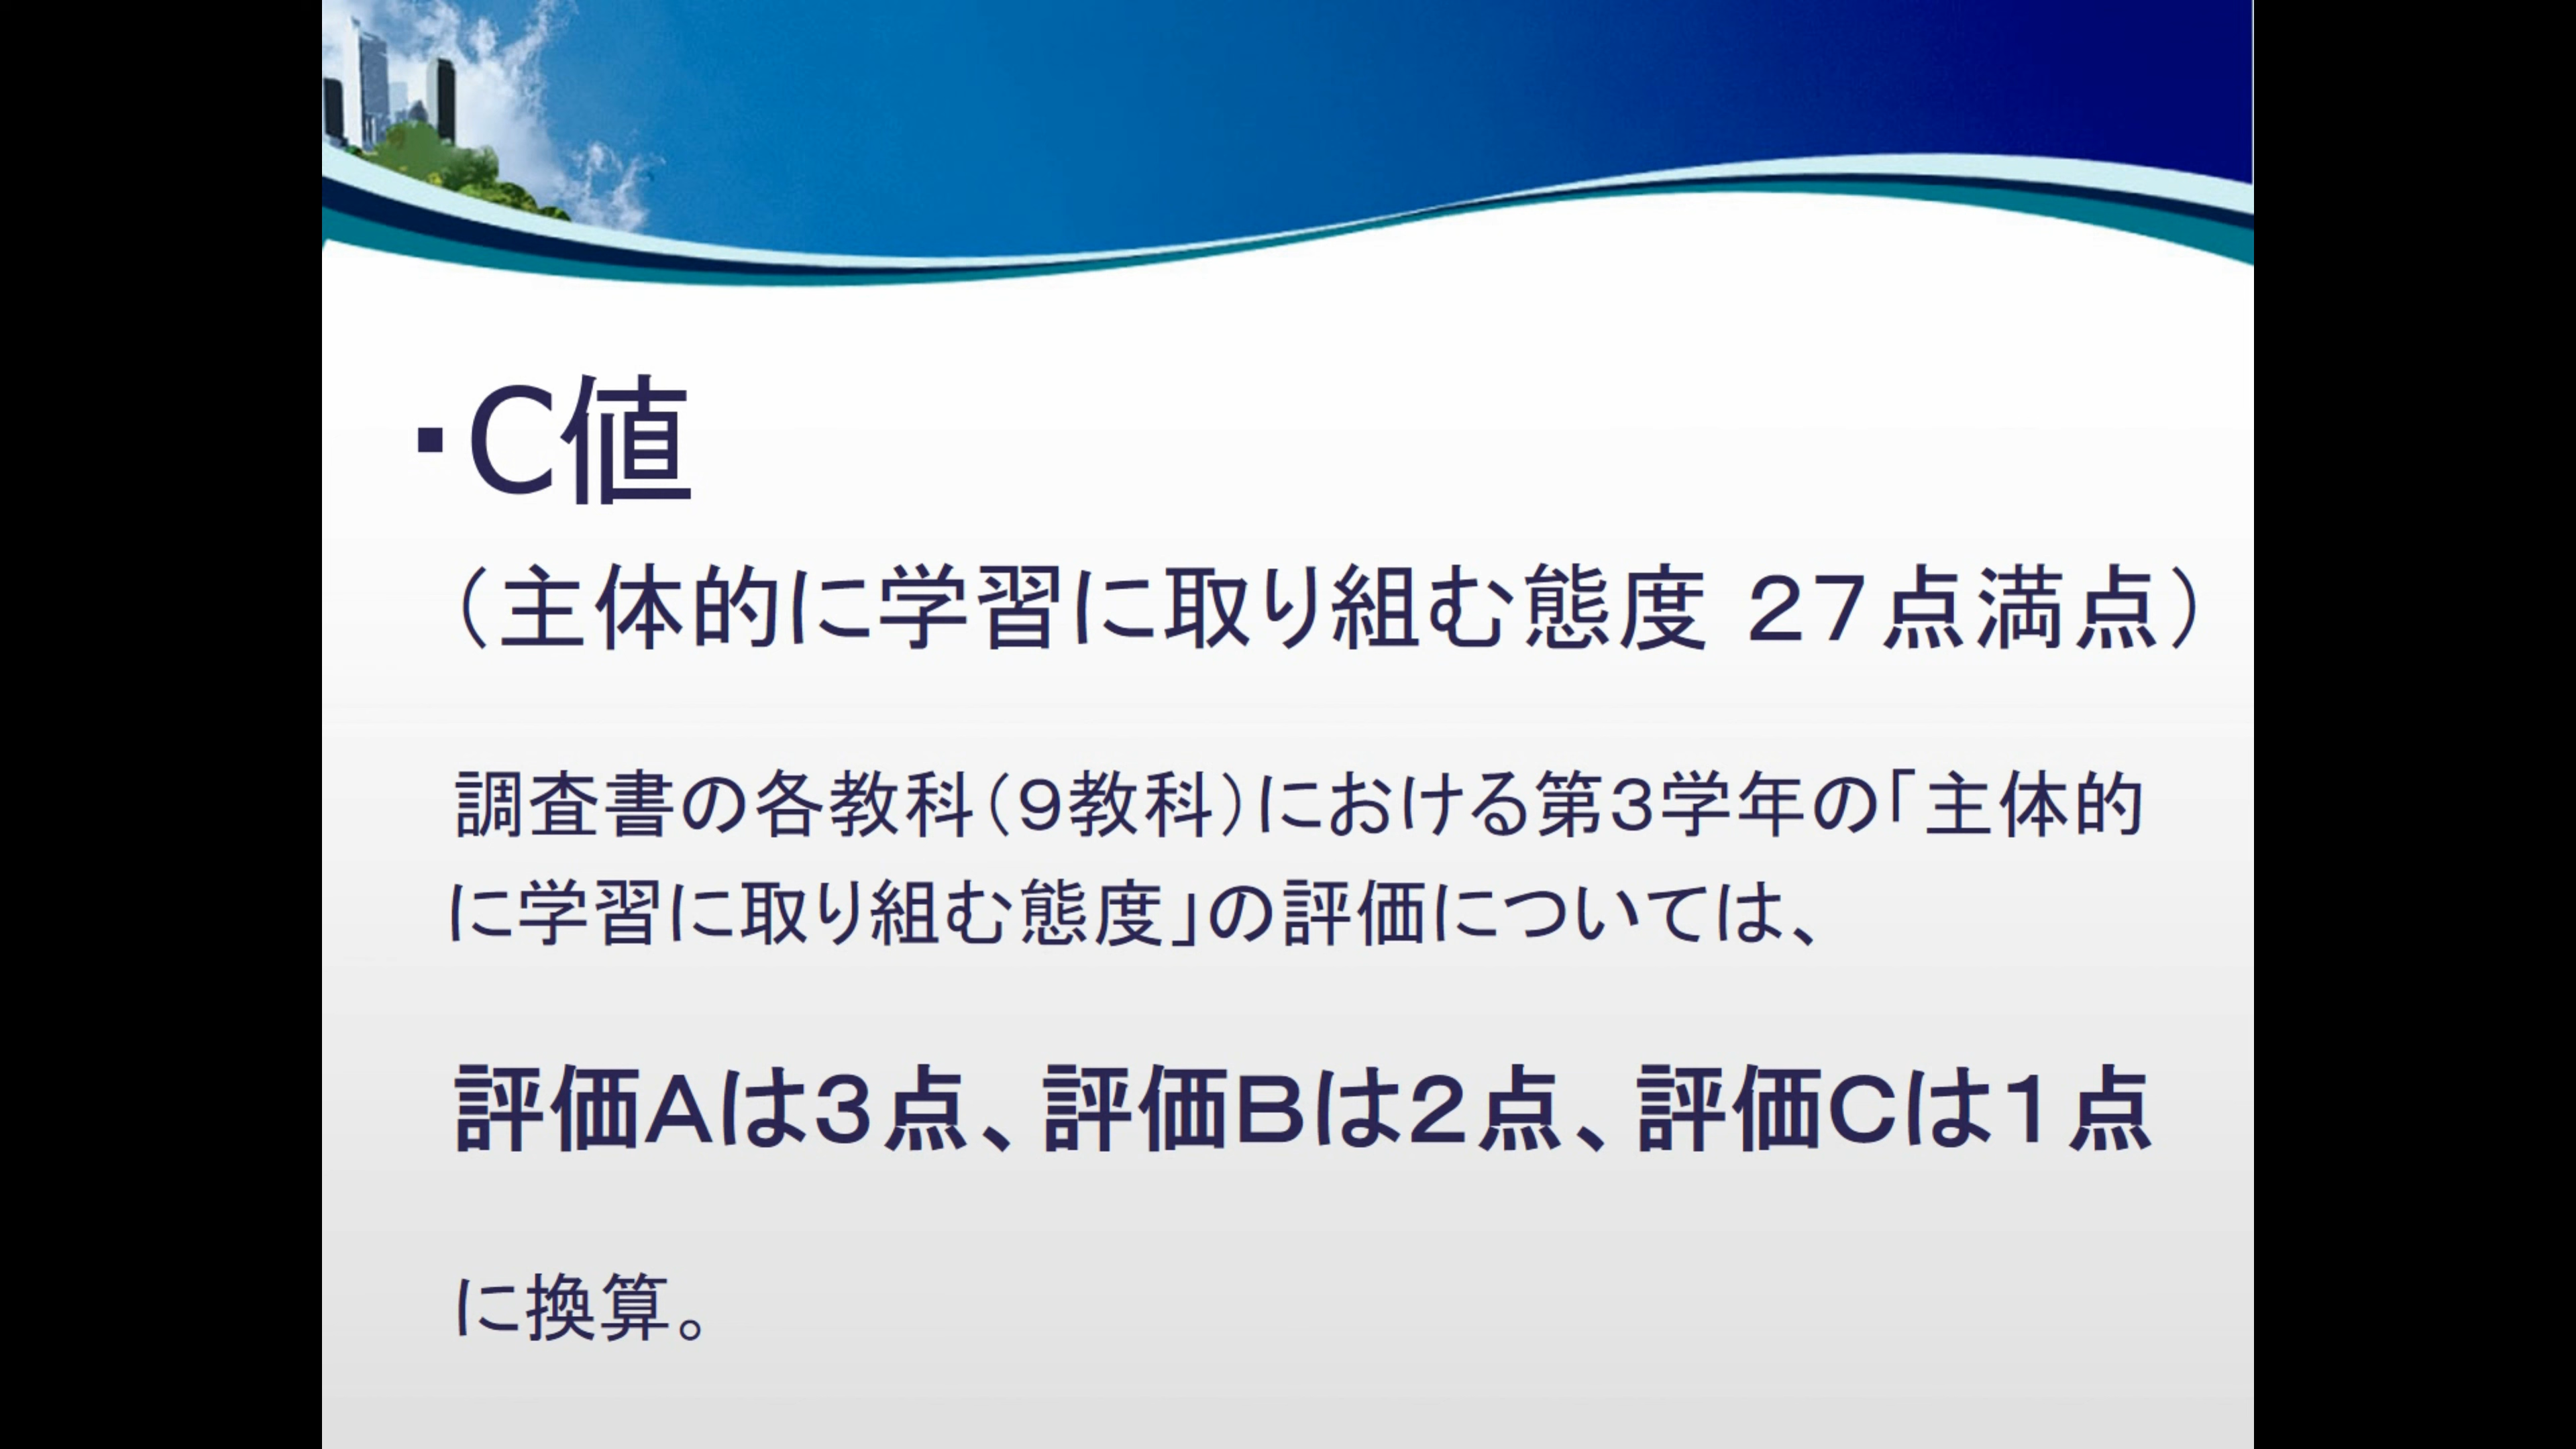 ・C値
（主体的に学習に取り組む態度 ２７点満点）
調査書の各教科（９教科）における第３学年の「主体的
に学習に取り組む態度」の評価については、
評価Ａは３点、評価Ｂは２点、評価Ｃは１点
に換算。